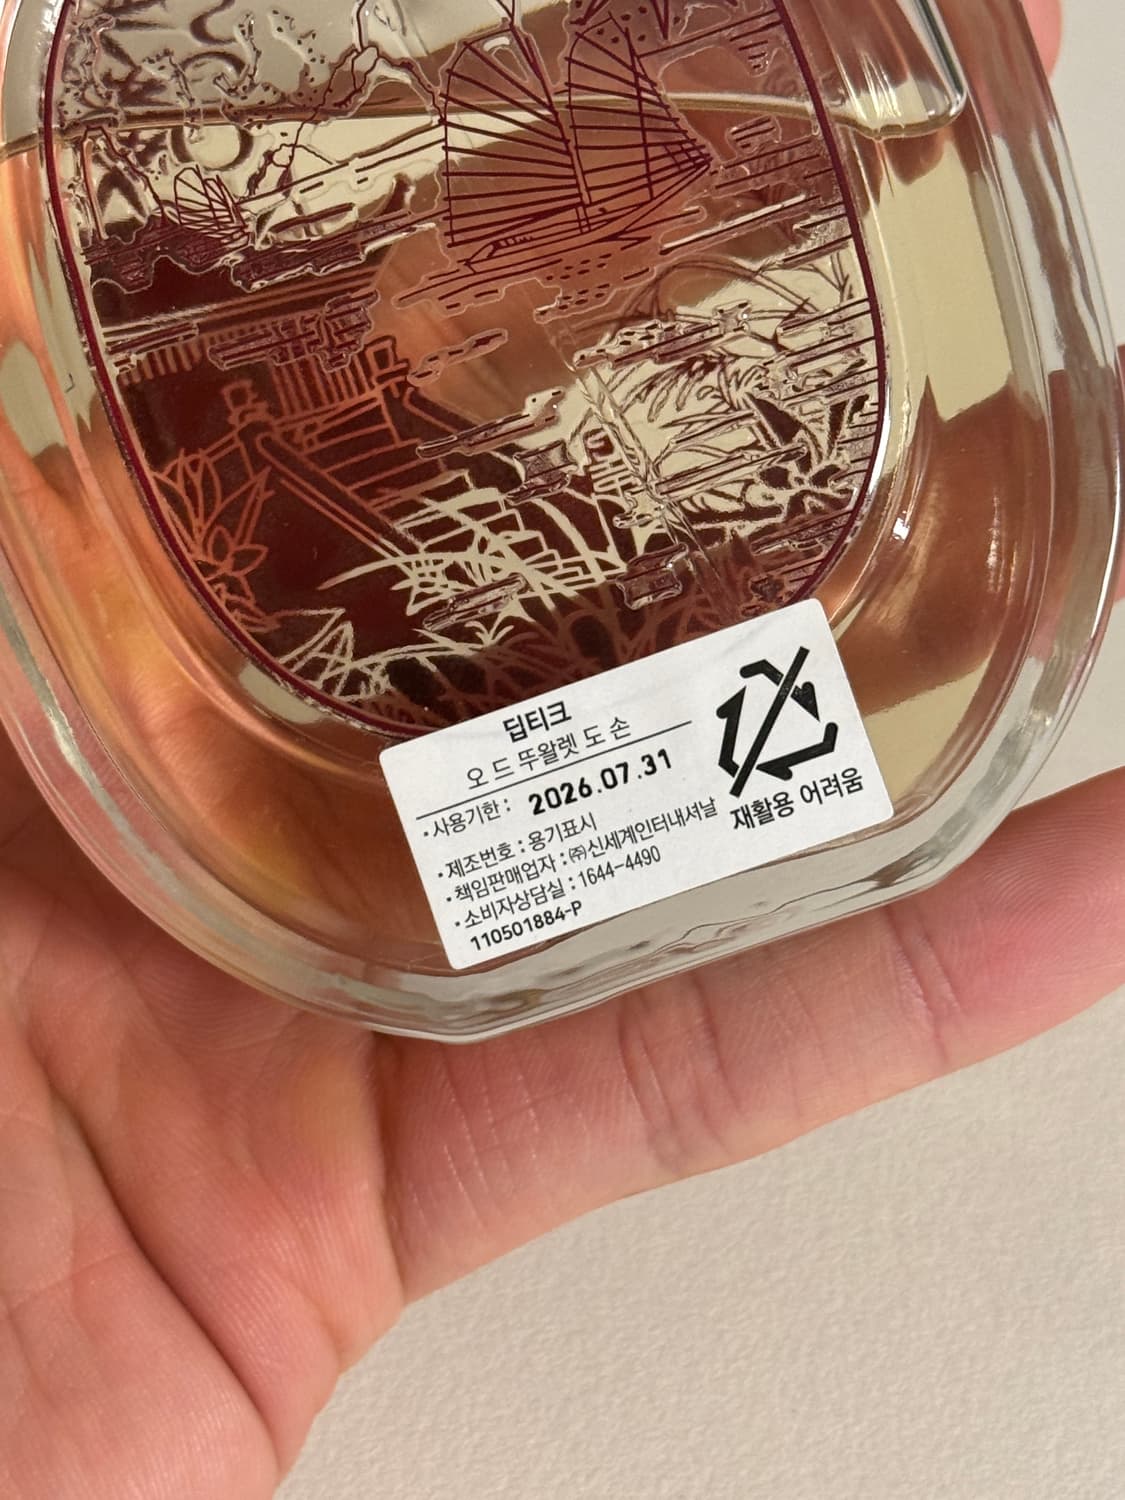 딥티크
오 드 뚜왈렛 도 손
•사용기한 : 2026.07.31
•제조번호 : 용기표시
•책임판매업자 : ㈜신세계인터내셔날
•소비자상담실 : 1644-4490
110501884-P
재활용 어려움